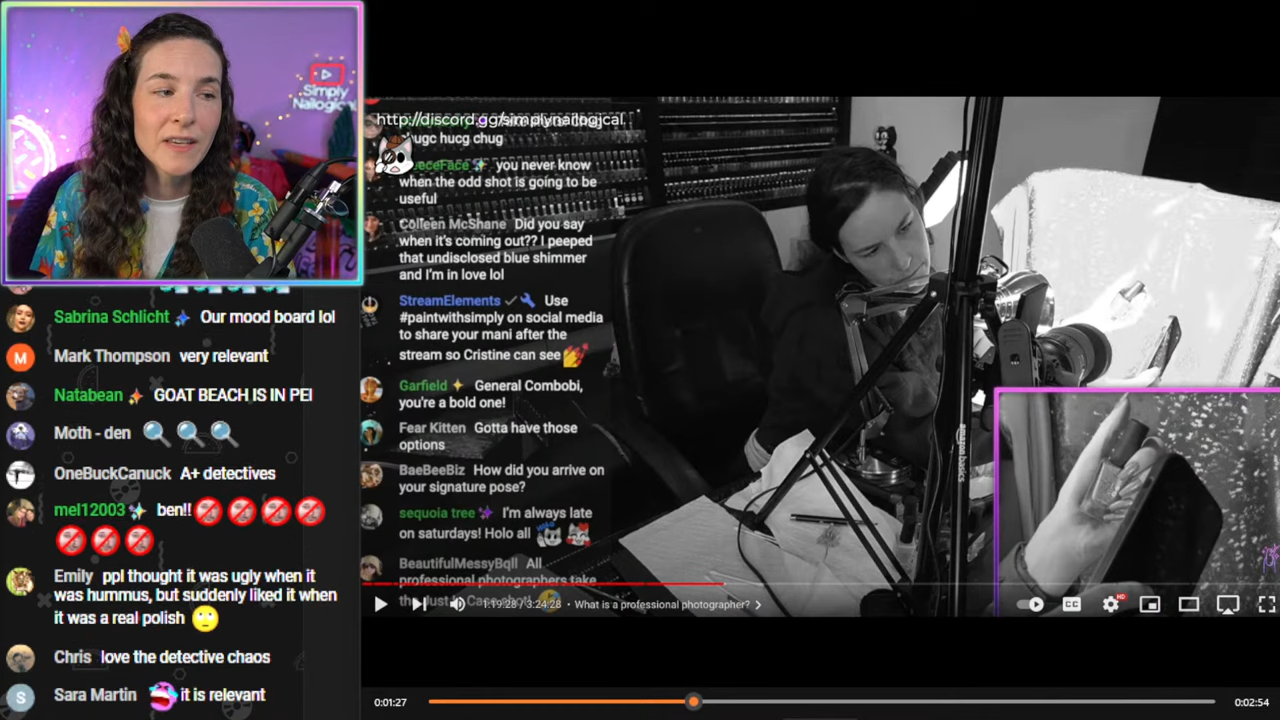 Simply
Nailogical
Sabrina Schlicht Our mood board lol
Mark Thompson very relevant
Natabean GOAT BEACH IS IN PEI
Moth - den
OneBuckCanuck A+ detectives
mel12003 ben!!
Emily ppl thought it was ugly when it
was hummus, but suddenly liked it when
it was a real polish
Chris love the detective chaos
Sara Martin it is relevant
http://discord.gg/simplynailogical
chugc hucg chug
you never know
when the odd shot is going to be
useful
Colleen McShane Did you say
when it's coming out?? I peeped
that undisclosed blue shimmer
and I'm in love lol
StreamElements Use
#paintwithsimply on social media
to share your mani after the
stream so Cristine can see
Garfield General Combobi,
you're a bold one!
Fear Kitten Gotta have those
options
BaeBeeBiz How did you arrive on
your signature pose?
sequoia tree I'm always late
on saturdays! Holo all
BeautifulMessyBqll All
professional photographers take
amazon basics
1:19:28 / 3:24:28 • What is a professional photographer?
CC
HD
0:01:27
0:02:54